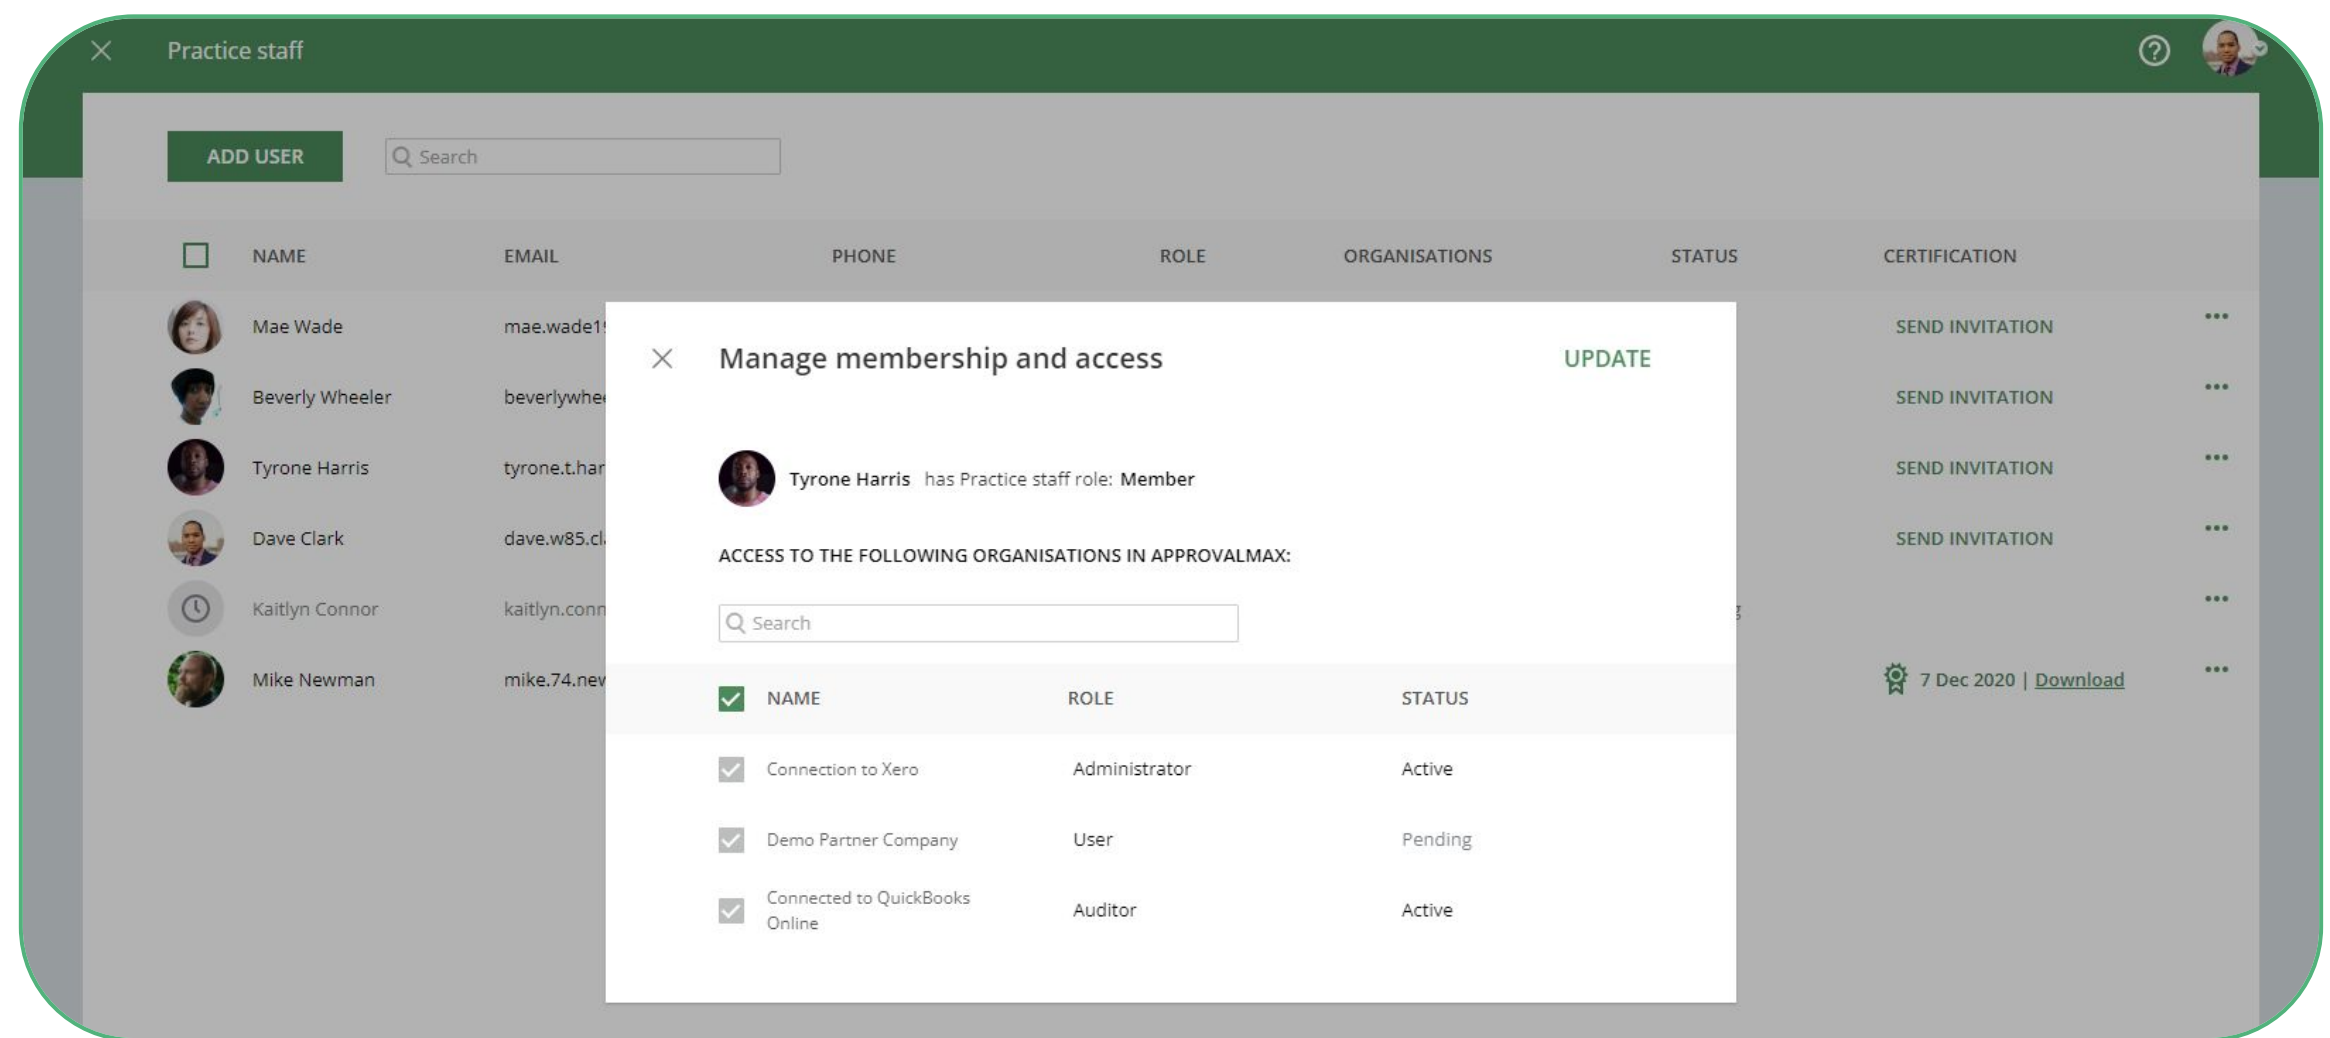 Practice staff
ADD USER Search
NAME EMAIL PHONE ROLE ORGANISATIONS STATUS CERTIFICATION
Mae Wade SEND INVITATION
Manage membership and access UPDATE
Beverly Wheeler SEND INVITATION
Tyrone Harris SEND INVITATION
Tyrone Harris has Practice staff role: Member
Dave Clark SEND INVITATION
ACCESS TO THE FOLLOWING ORGANISATIONS IN APPROVALMAX:
Kaitlyn Connor
Search
Mike Newman 7 Dec 2020 | Download
NAME ROLE STATUS
Connection to Xero Administrator Active
Demo Partner Company User Pending
Connected to QuickBooks
Online Auditor Active